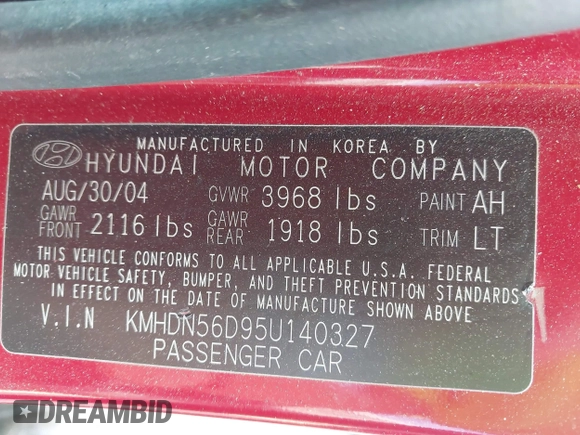 MANUFACTURED IN KOREA BY
HYUNDAI MOTOR COMPANY
AUG/30/04 GVWR 3968 lbs PAINT AH
GAWR FRONT 2116 lbs GAWR REAR 1918 lbs TRIM LT
THIS VEHICLE CONFORMS TO ALL APPLICABLE U.S.A. FEDERAL
MOTOR VEHICLE SAFETY, BUMPER, AND THEFT PREVENTION STANDARDS
IN EFFECT ON THE DATE OF MANUFACTURE SHOWN ABOVE
V.I.N KMHDN56D95U140327
PASSENGER CAR
DREAMBID